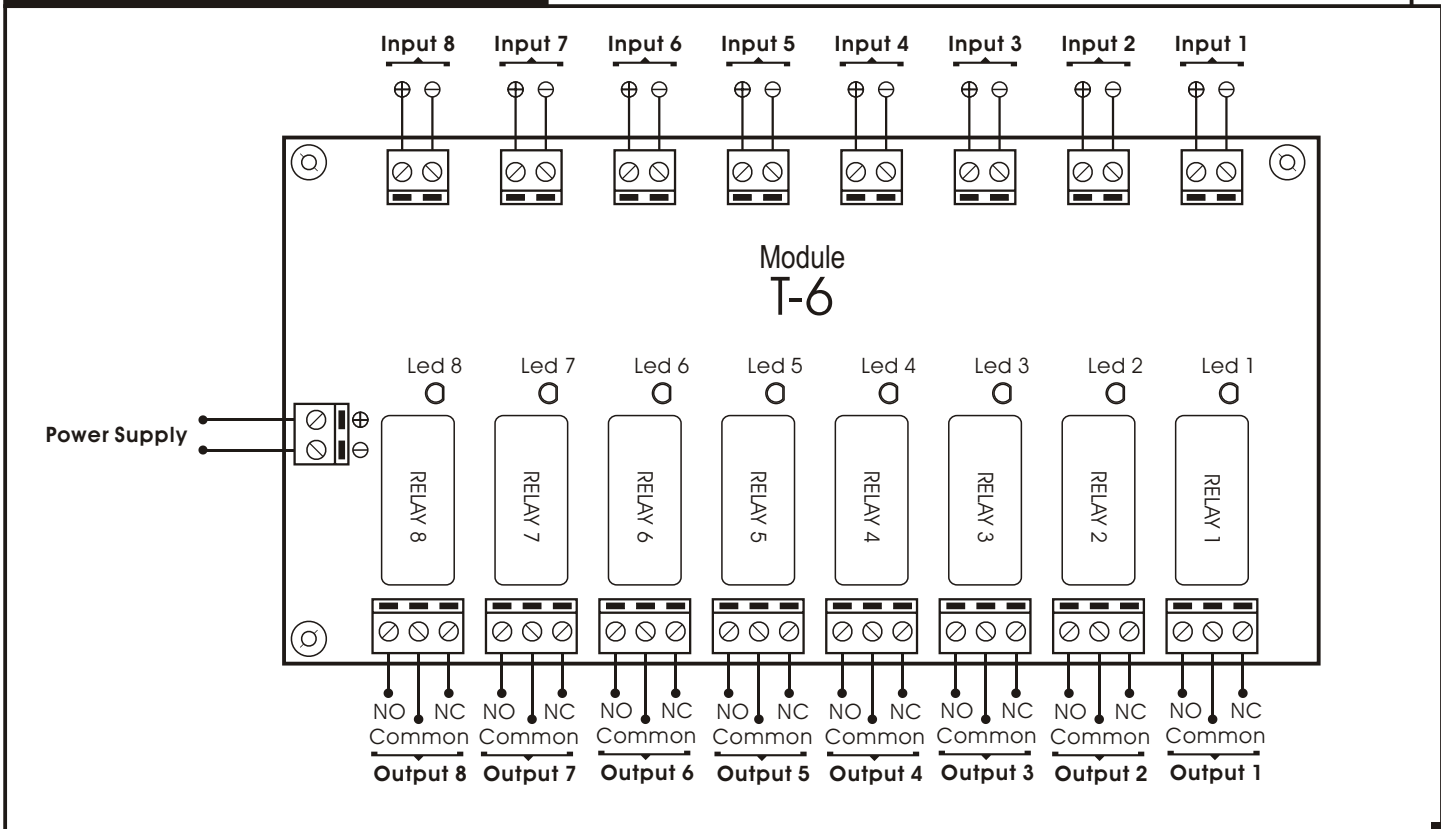 Input 8 Input 7 Input 6 Input 5 Input 4 Input 3 Input 2 Input 1
Module
T-6
Led 8 Led 7 Led 6 Led 5 Led 4 Led 3 Led 2 Led 1
Power Supply
RELAY 8 RELAY 7 RELAY 6 RELAY 5 RELAY 4 RELAY 3 RELAY 2 RELAY 1
NO NC NO NC NO NC NO NC NO NC NO NC NO NC NO NC
Common Common Common Common Common Common Common Common
Output 8 Output 7 Output 6 Output 5 Output 4 Output 3 Output 2 Output 1